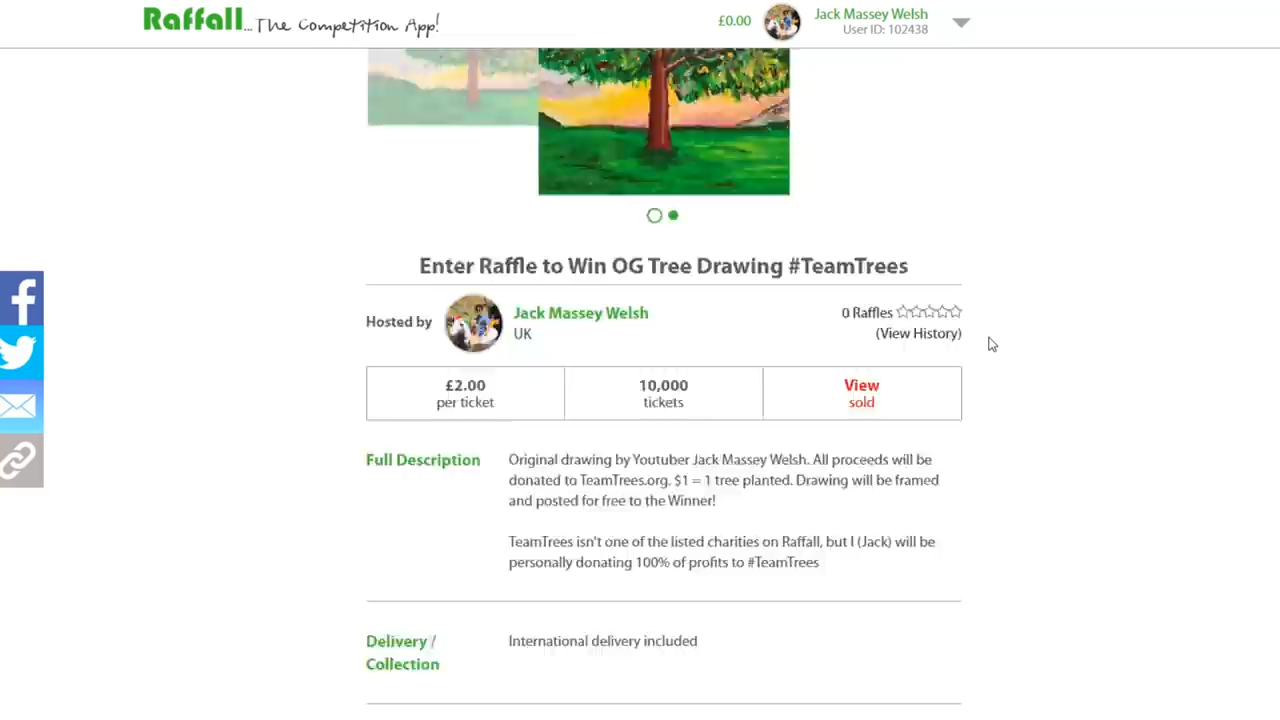 Raffall... The Competition App!
£0.00
Jack Massey Welsh
User ID: 102438
Enter Raffle to Win OG Tree Drawing #TeamTrees
Hosted by
Jack Massey Welsh
UK
0 Raffles
(View History)
£2.00
per ticket
10,000
tickets
View
sold
Full Description
Original drawing by Youtuber Jack Massey Welsh. All proceeds will be
donated to TeamTrees.org. $1 = 1 tree planted. Drawing will be framed
and posted for free to the Winner!
TeamTrees isn't one of the listed charities on Raffall, but I (Jack) will be
personally donating 100% of profits to #TeamTrees
Delivery /
Collection
International delivery included